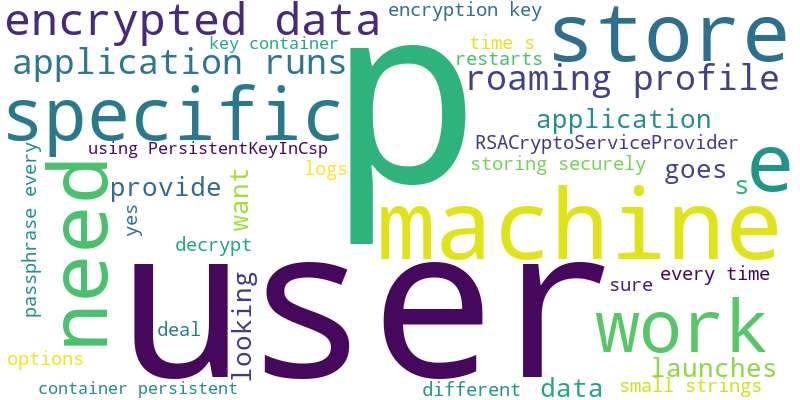 encrypted data
encryption key
store
key container
time s
application runs
restarts
roaming profile
p
specific
application
using PersistentKeyInCsp
RSACryptoServiceProvider
passphrase every
need
logs
storing securely
goes
e
provide
want
s
yes
machine
decrypt
user
looking
every time
sure
deal
work
options
launches
container persistent
different
data
small strings